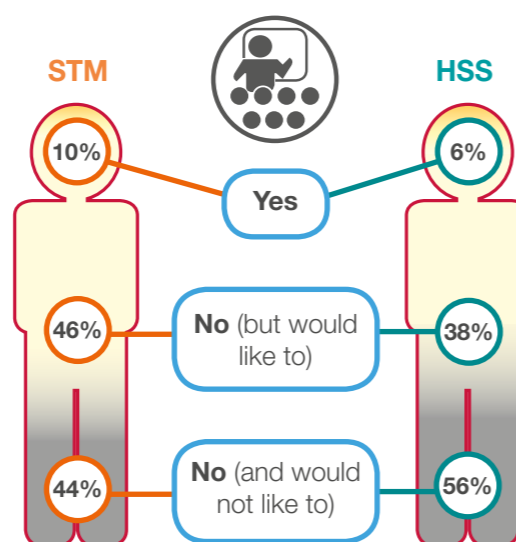 STM
HSS
10%
Yes
6%
46%
No (but would
like to)
38%
44%
No (and would
not like to)
56%